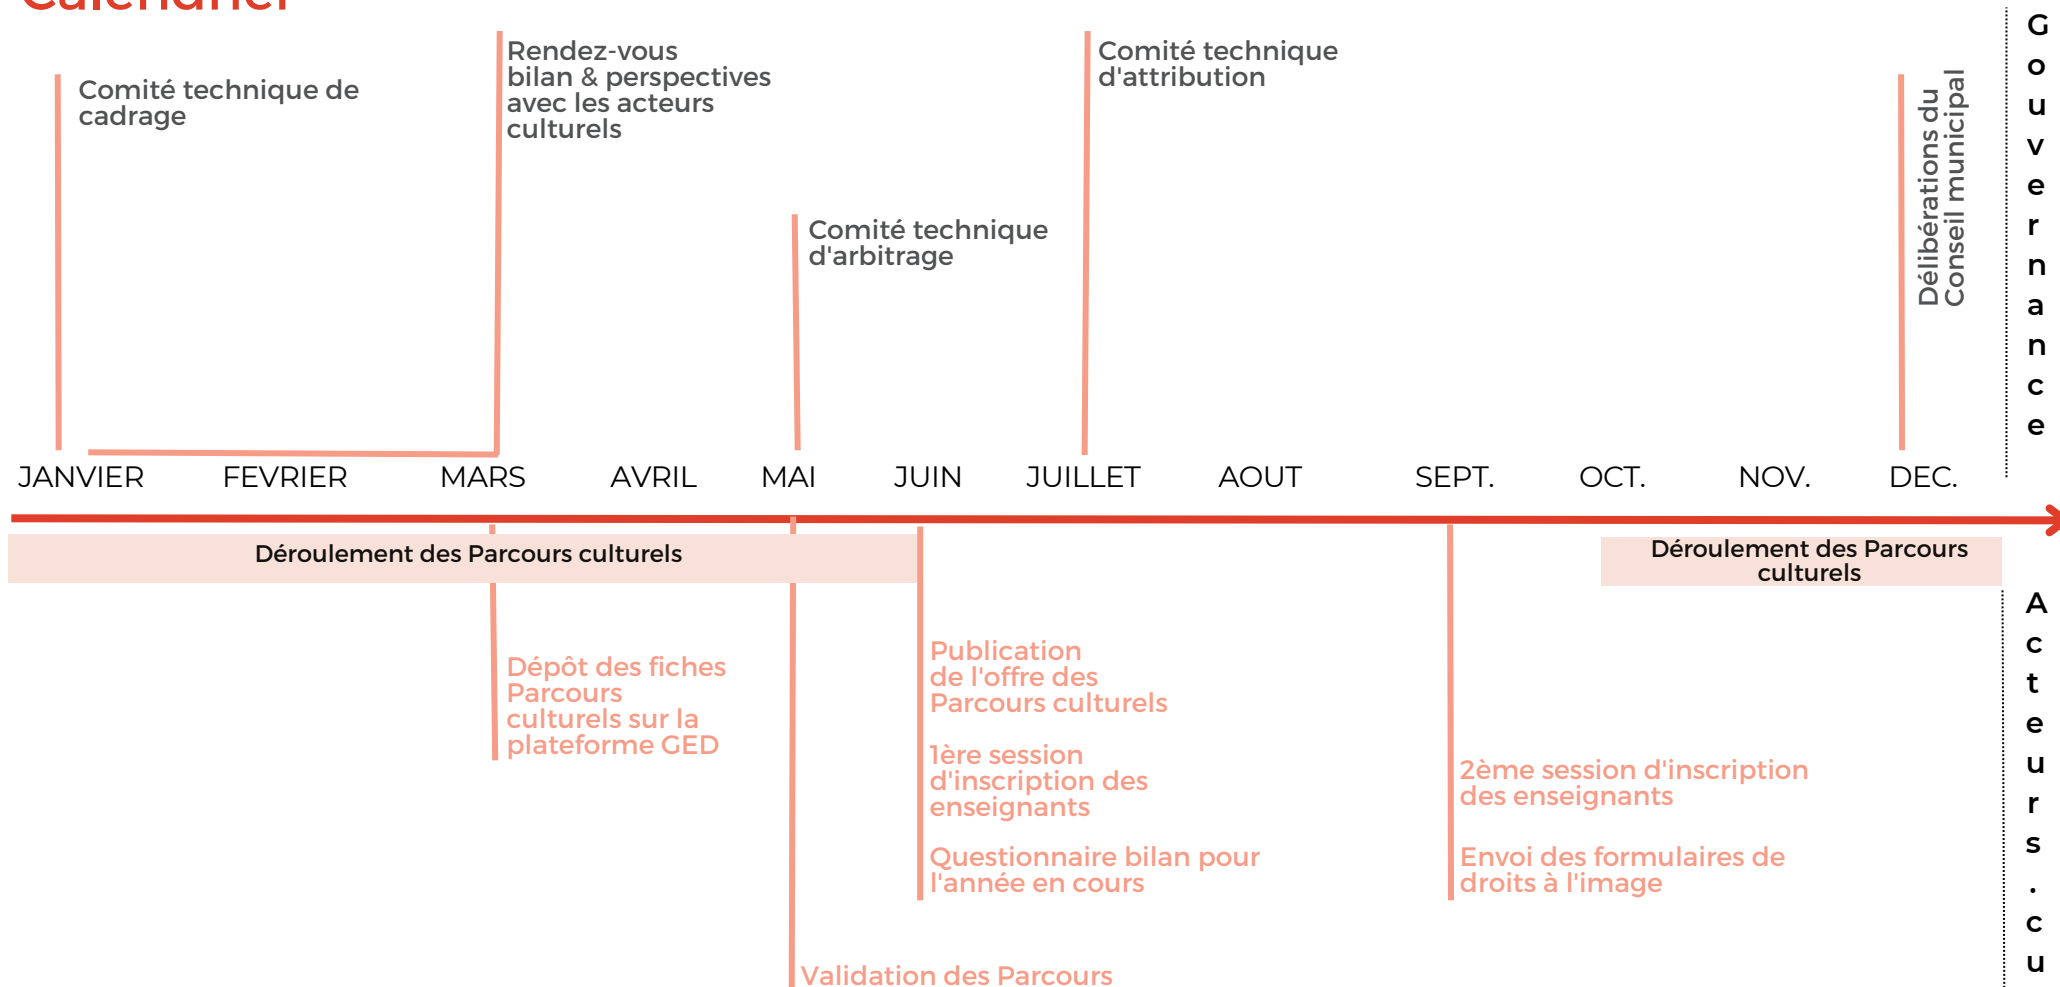 Calendrier
Comité technique de
cadrage
Rendez-vous
bilan & perspectives
avec les acteurs
culturels
Comité technique
d'arbitrage
Comité technique
d'attribution
Délibérations du
Conseil municipal
Gouvernance
JANVIER FEVRIER MARS AVRIL MAI JUIN JUILLET AOUT SEPT. OCT. NOV. DEC.
Déroulement des Parcours culturels
Déroulement des Parcours
culturels
Dépôt des fiches
Parcours
culturels sur la
plateforme GED
Validation des Parcours
Publication
de l'offre des
Parcours culturels
1ère session
d'inscription des
enseignants
Questionnaire bilan pour
l'année en cours
2ème session d'inscription
des enseignants
Envoi des formulaires de
droits à l'image
Acteurs.cu